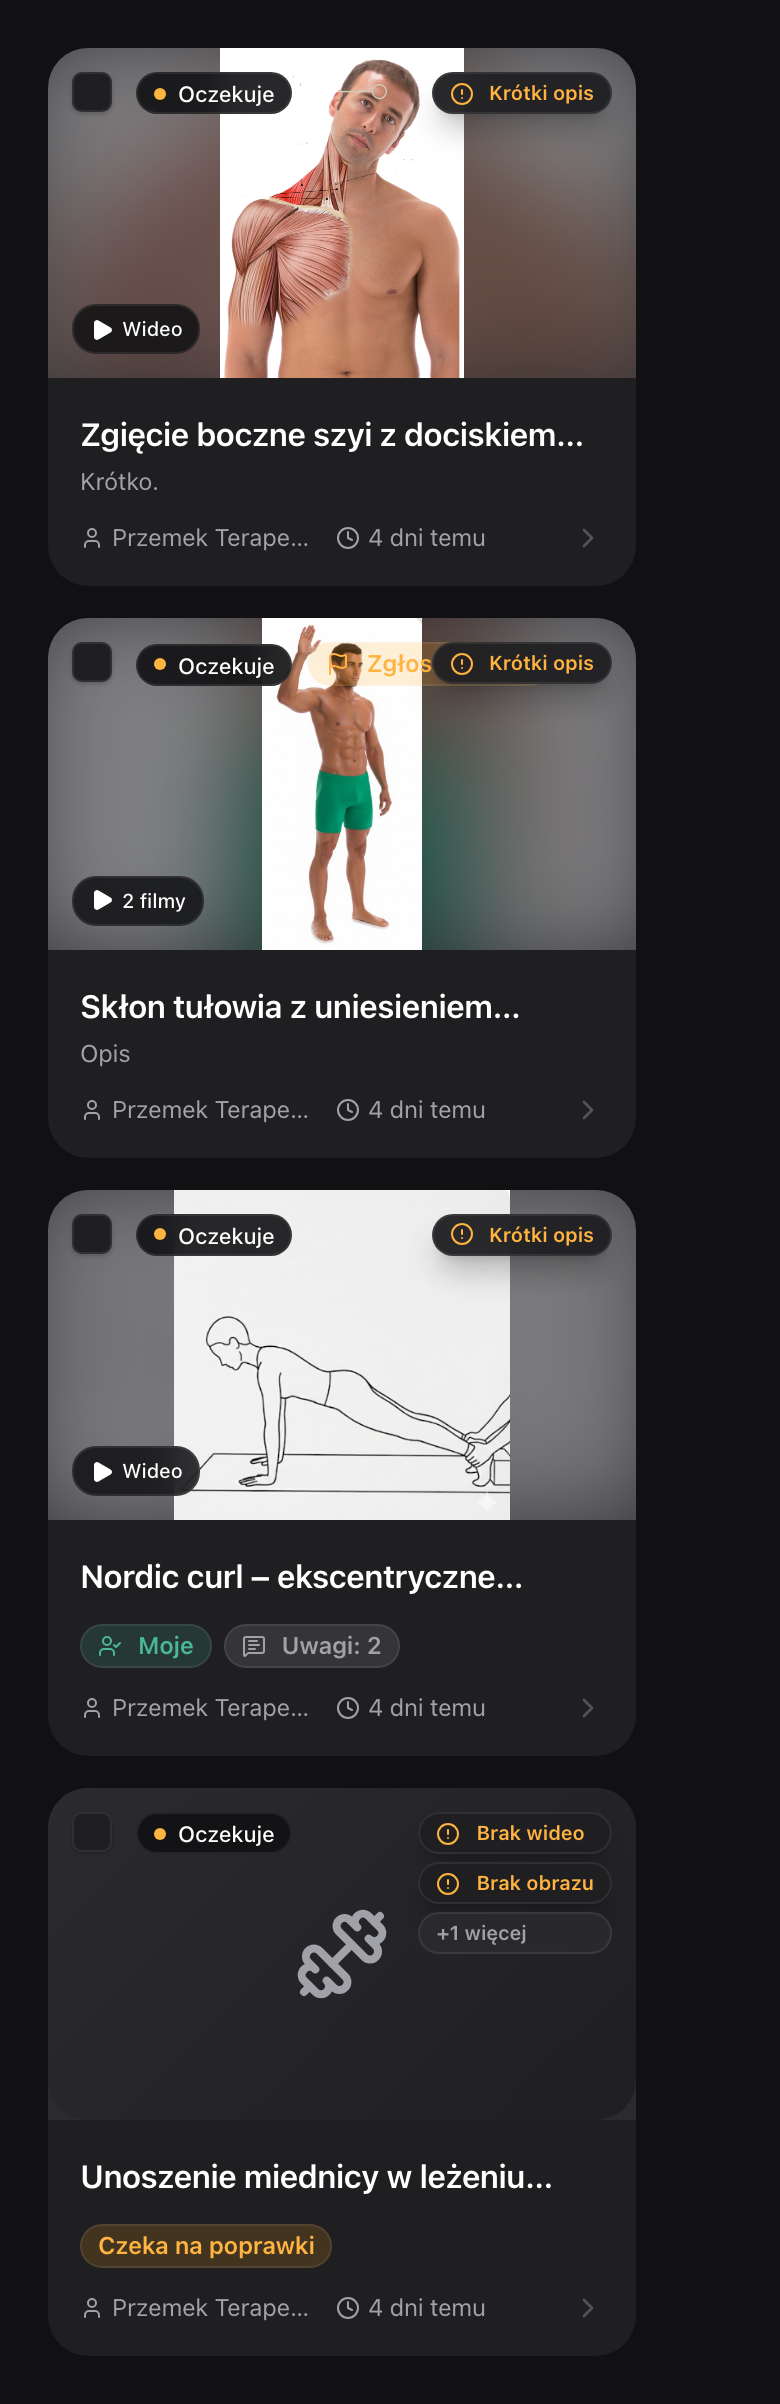 Oczekuje
Krótki opis
Wideo
Zgięcie boczne szyi z dociskiem...
Krótko.
Przemek Terape... 4 dni temu
Oczekuje
Krótki opis
2 filmy
Skłon tułowia z uniesieniem...
Opis
Przemek Terape... 4 dni temu
Oczekuje
Krótki opis
Wideo
Nordic curl – ekscentryczne...
Moje
Uwagi: 2
Przemek Terape... 4 dni temu
Oczekuje
Brak wideo
Brak obrazu
+1 więcej
Unoszenie miednicy w leżeniu...
Czeka na poprawki
Przemek Terape... 4 dni temu